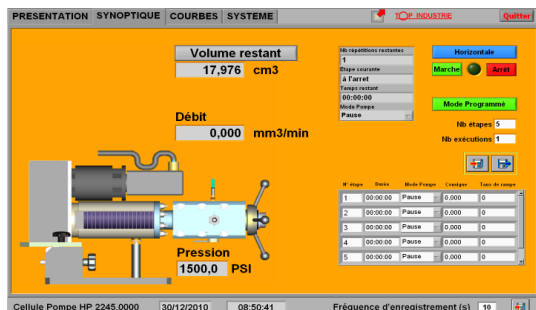 PRESENTATION SYNOPTIQUE COURBES SYSTEME TOP INDUSTRIE Quitter
Volume restant
17,976 cm3
Débit
0,000 mm3/min
Pression
1500,0 PSI
Nb répétitions restantes
1
Etape courante
à l'arret
Temps restant
00:00:00
Mode Pompe
Pause
Horizontale
Marche Arrêt
Mode Programmé
Nb étapes 5
Nb exécutions 1
N° étape Durée Mode Pompe Consigne Taux de rampe
1 00:00:00 Pause 0,000 0
2 00:00:00 Pause 0,000 0
3 00:00:00 Pause 0,000 0
4 00:00:00 Pause 0,000 0
5 00:00:00 Pause 0,000 0
Cellule Pompe HP 2245.0000 30/12/2010 08:50:41 Fréquence d'enregistrement (s) 10